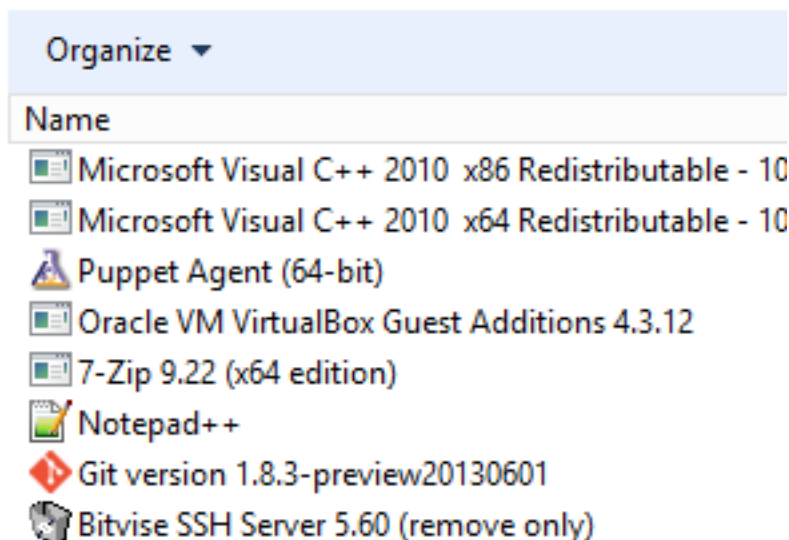 Organize
Name
Microsoft Visual C++ 2010 x86 Redistributable - 10
Microsoft Visual C++ 2010 x64 Redistributable - 10
Puppet Agent (64-bit)
Oracle VM VirtualBox Guest Additions 4.3.12
7-Zip 9.22 (x64 edition)
Notepad++
Git version 1.8.3-preview20130601
Bitvise SSH Server 5.60 (remove only)